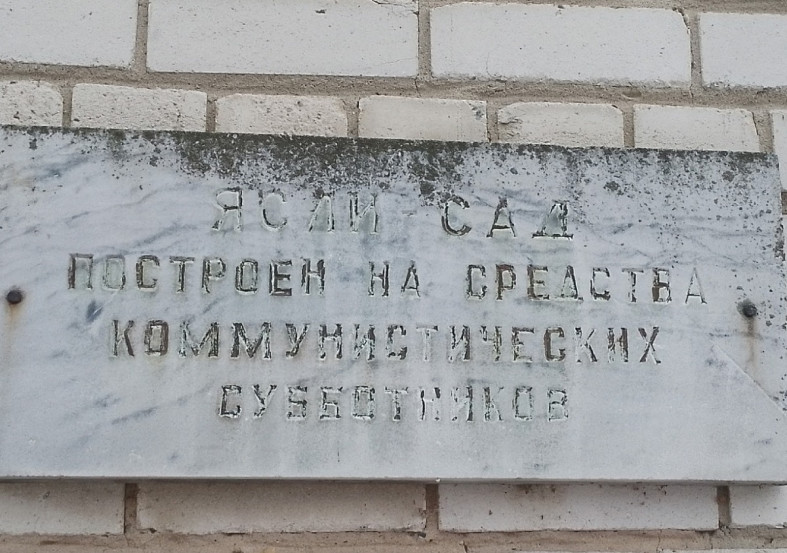 ЯСЛИ-САД
ПОСТРОЕН НА СРЕДСТВА
КОММУНИСТИЧЕСКИХ
СУББОТНИКОВ